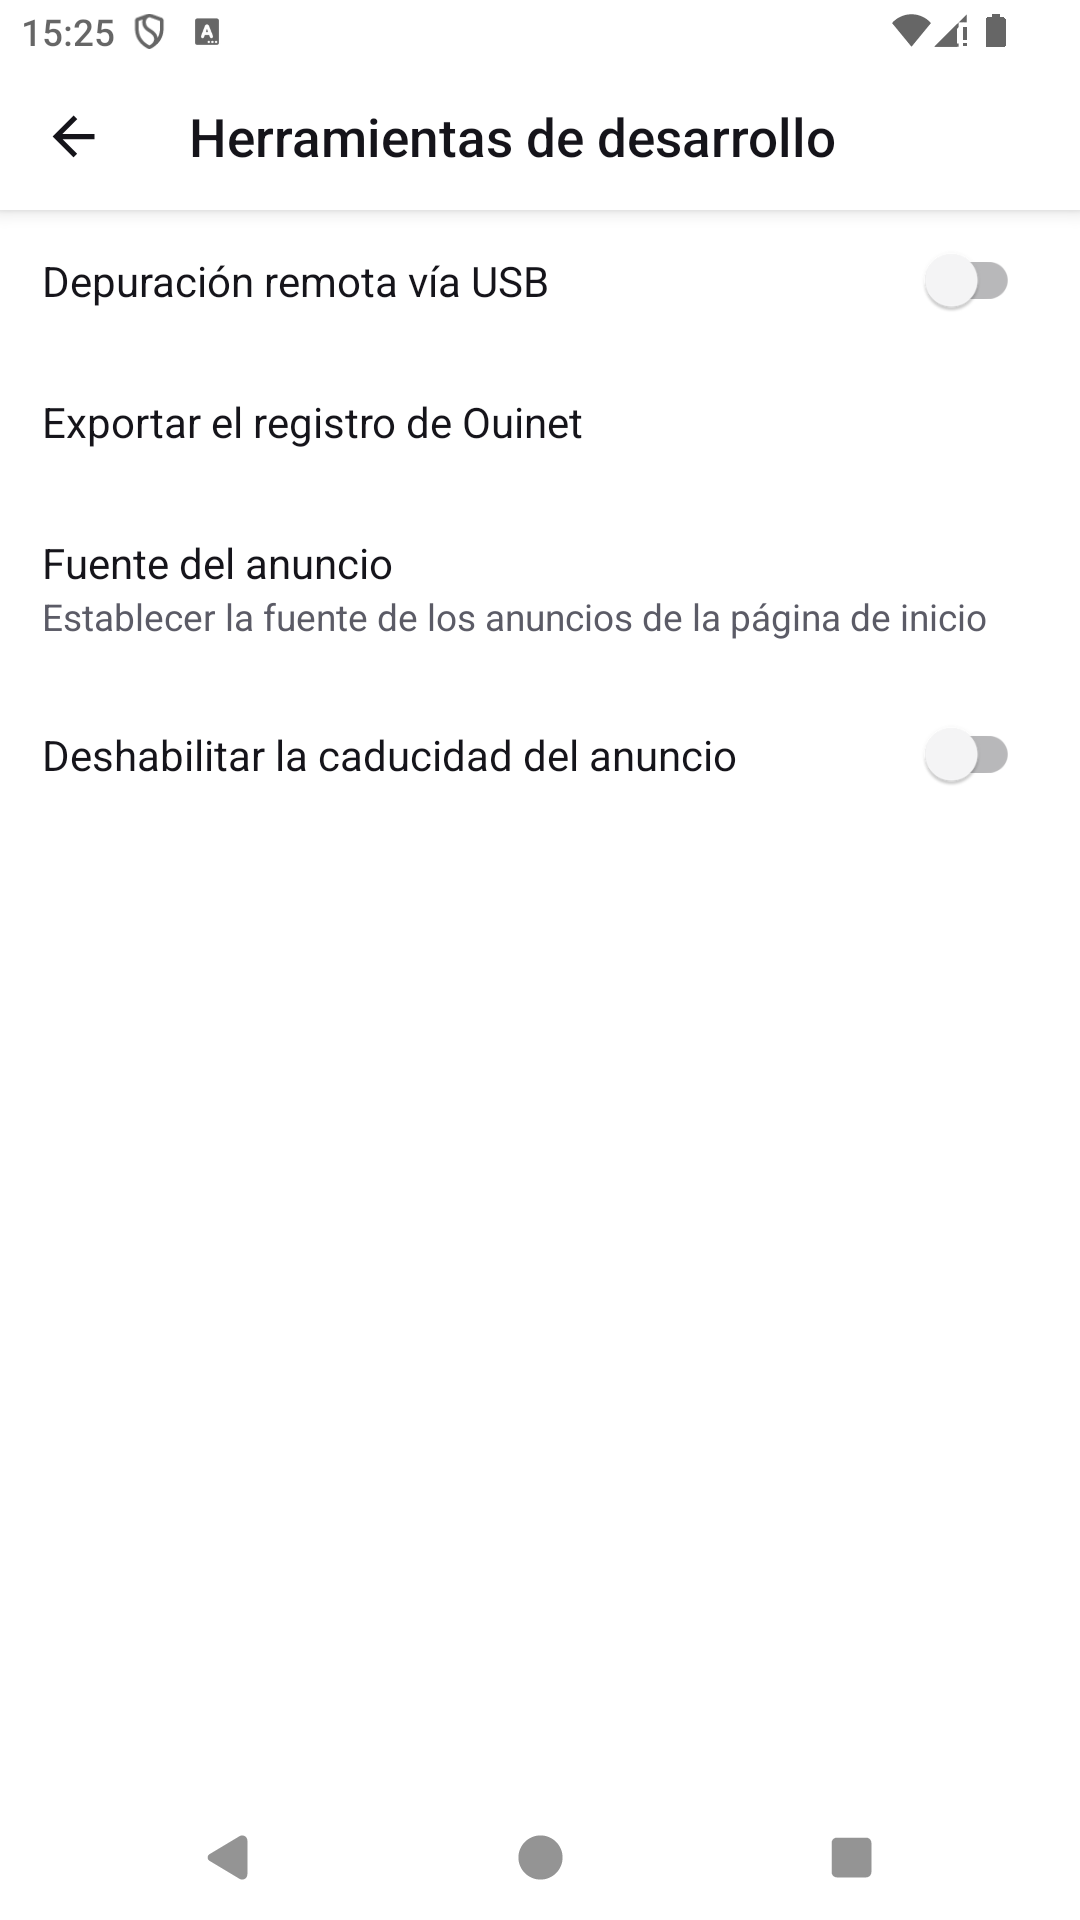 15:25
Herramientas de desarrollo
Depuración remota vía USB
Exportar el registro de Ouinet
Fuente del anuncio
Establecer la fuente de los anuncios de la página de inicio
Deshabilitar la caducidad del anuncio